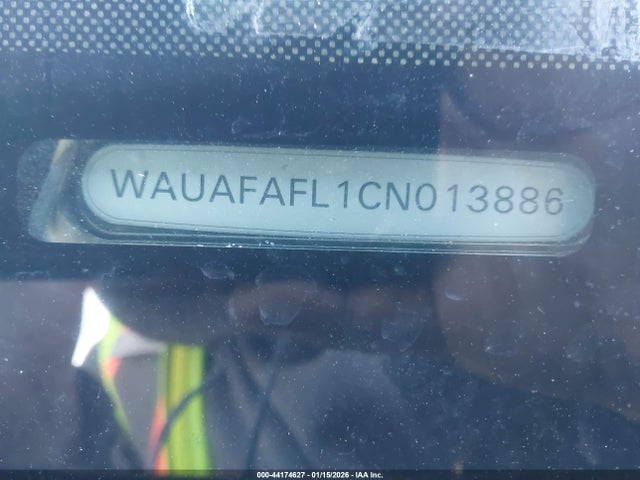 WAUAFAFL1CN013886
000-44174627 - 01/15/2026 - IAA Inc.